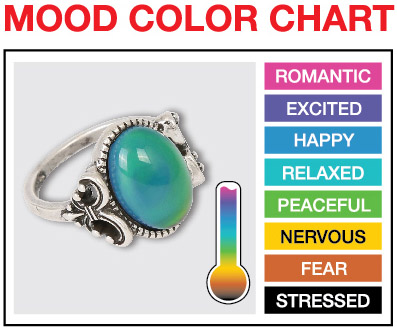 MOOD COLOR CHART
ROMANTIC
EXCITED
HAPPY
RELAXED
PEACEFUL
NERVOUS
FEAR
STRESSED